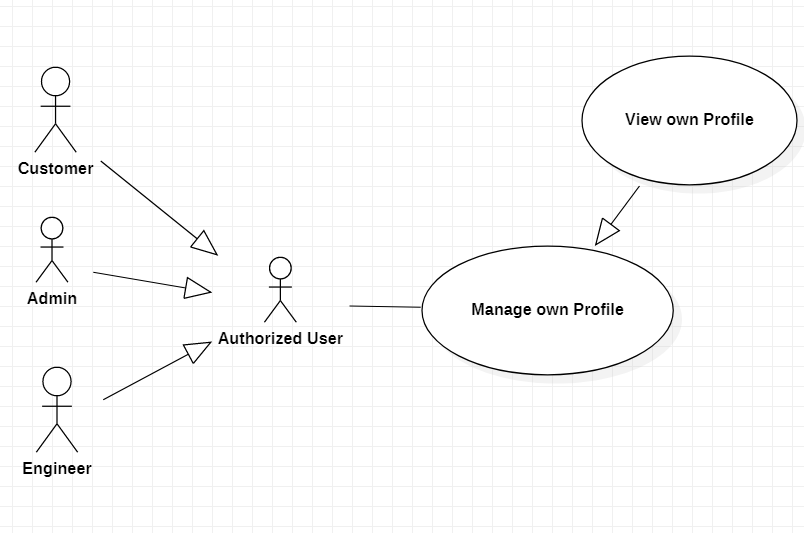 View own Profile
Customer
Admin
Manage own Profile
Authorized User
Engineer